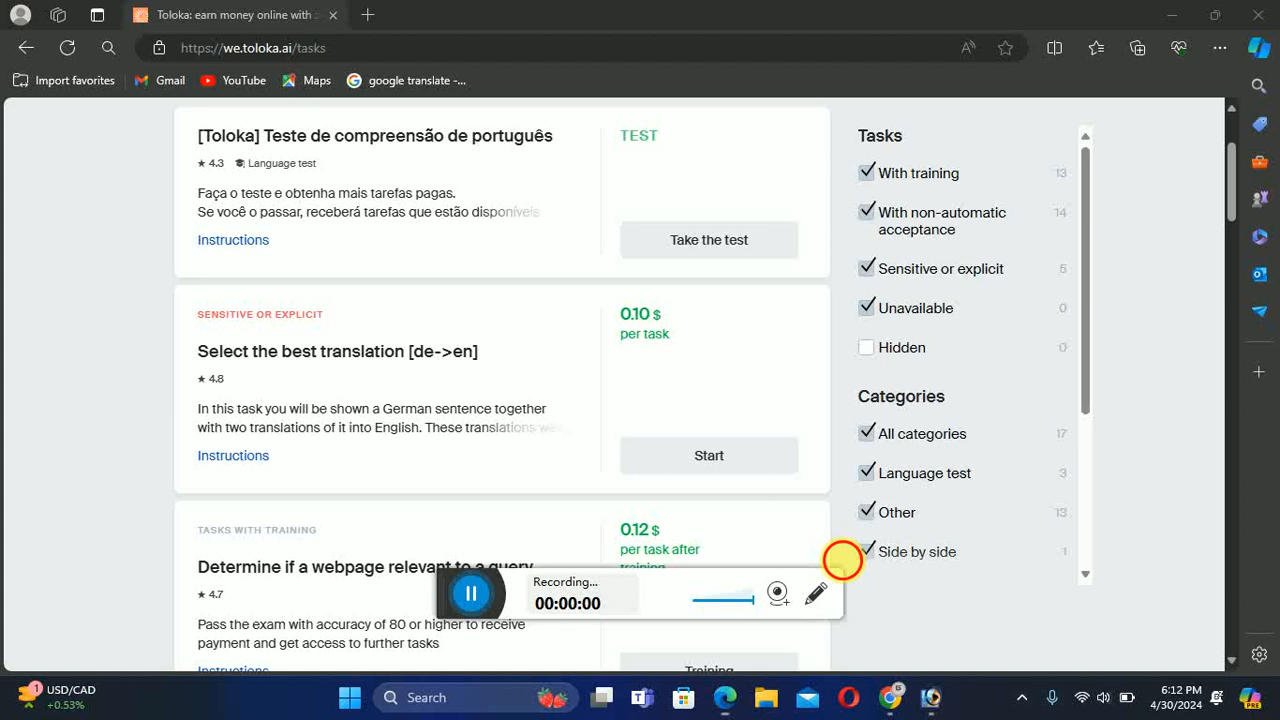 Toloka: earn money online with
https://we.toloka.ai/tasks
Import favorites
Gmail
YouTube
Maps
google translate -...
[Toloka] Teste de compreensão de português
4.3
Language test
Faça o teste e obtenha mais tarefas pagas.
Se você o passar, receberá tarefas que estão disponíveis
Instructions
TEST
Take the test
SENSITIVE OR EXPLICIT
Select the best translation [de->en]
4.8
In this task you will be shown a German sentence together
with two translations of it into English. These translations
Instructions
0.10 $
per task
Start
TASKS WITH TRAINING
Determine if a webpage relevant to a query
4.7
Pass the exam with accuracy of 80 or higher to receive
payment and get access to further tasks
Instructions
0.12 $
per task after
training
Training
Recording...
00:00:00
Tasks
With training 13
With non-automatic 14
acceptance
Sensitive or explicit 5
Unavailable 0
Hidden 0
Categories
All categories 17
Language test 3
Other 13
Side by side 1
1
USD/CAD
+0.53%
Search
6:12 PM
4/30/2024
PRE